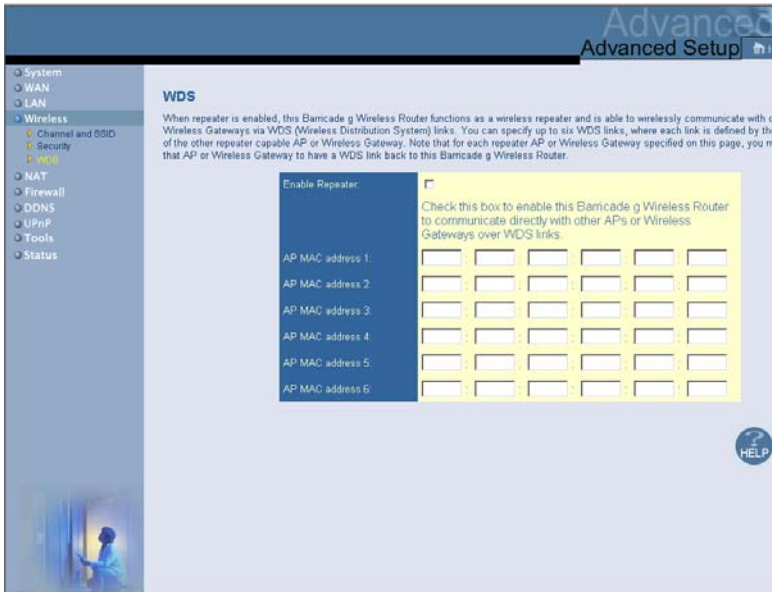 Advanced
Advanced Setup
System
WAN
LAN
Wireless
Channel and SSID
Security
WDS
NAT
Firewall
DDNS
UPnP
Tools
Status
WDS
When repeater is enabled, this Barricade g Wireless Router functions as a wireless repeater and is able to wirelessly communicate with
Wireless Gateways via WDS (Wireless Distribution System) links. You can specify up to six WDS links, where each link is defined by the
of the other repeater capable AP or Wireless Gateway. Note that for each repeater AP or Wireless Gateway specified on this page, you
that AP or Wireless Gateway to have a WDS link back to this Barricade g Wireless Router.
Enable Repeater:
Check this box to enable this Barricade g Wireless Router
to communicate directly with other APs or Wireless
Gateways over WDS links.
AP MAC address 1: : : : : :
AP MAC address 2: : : : : :
AP MAC address 3: : : : : :
AP MAC address 4: : : : : :
AP MAC address 5: : : : : :
AP MAC address 6: : : : : :
? HELP